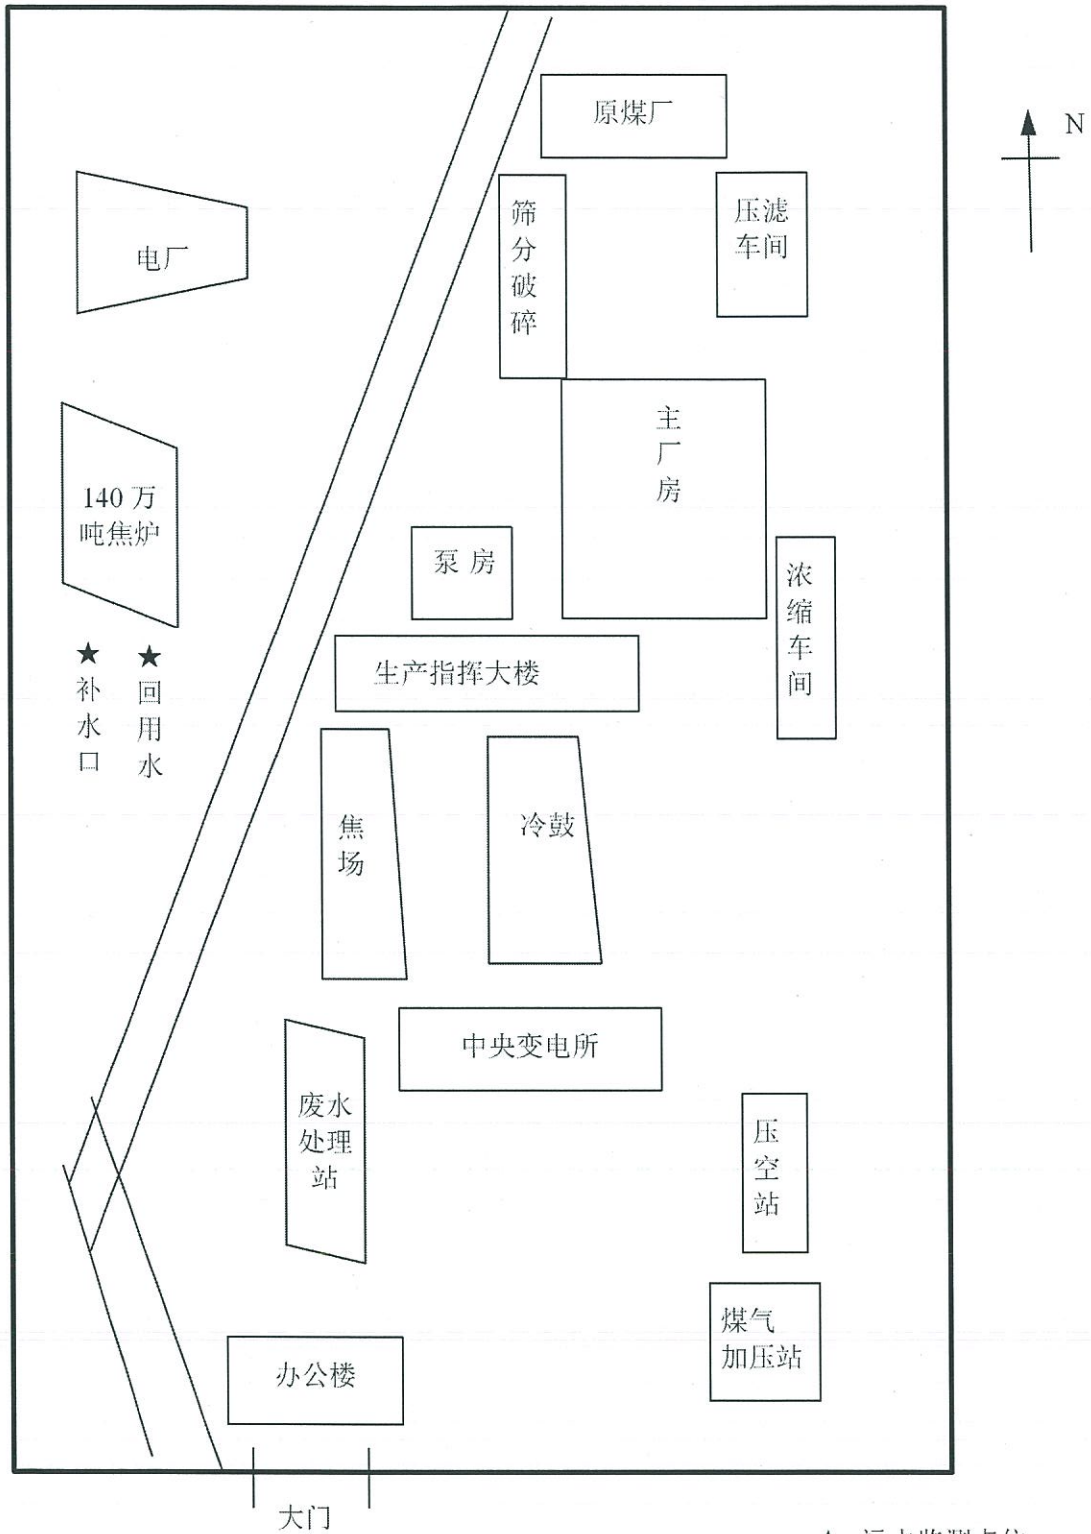 原煤厂
N
筛分破碎
压滤
车间
电厂
主厂房
140 万
吨焦炉
泵 房
浓缩车间
生产指挥大楼
★ ★
补水口
回用水
焦场
冷鼓
中央变电所
废水
处理
站
压空站
煤气
加压站
办公楼
大门